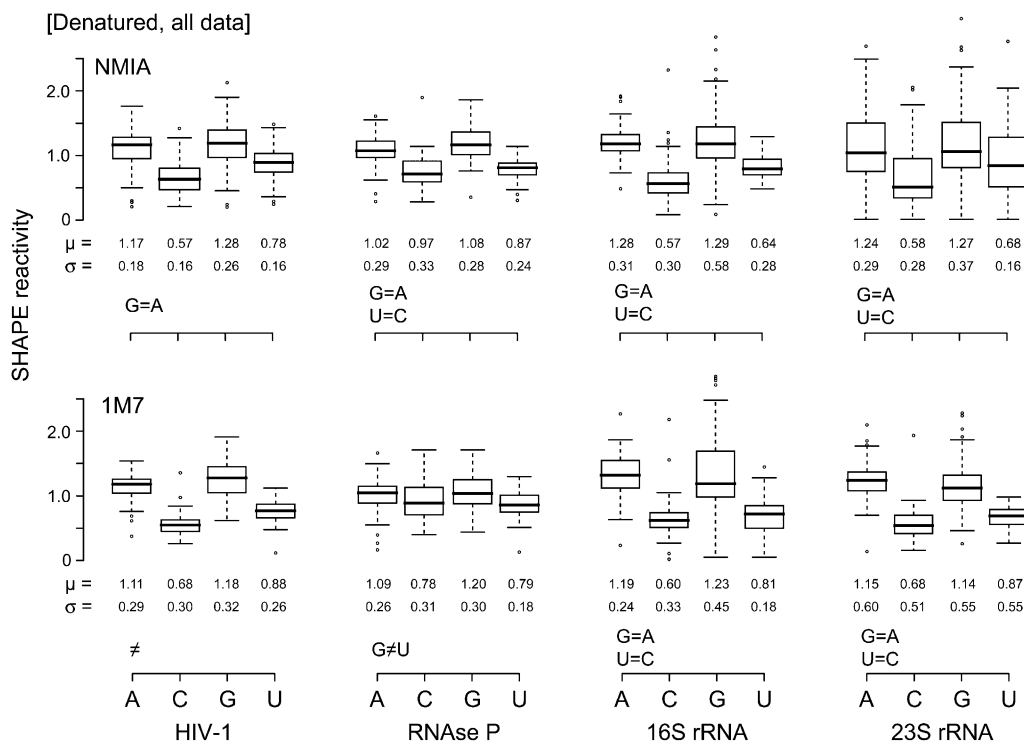 [Denatured, all data]
NMIA
SHAPE reactivity
2.0
1.0
0
μ = 1.17 0.57 1.28 0.78 1.02 0.97 1.08 0.87 1.28 0.57 1.29 0.64 1.24 0.58 1.27 0.68
σ = 0.18 0.16 0.26 0.16 0.29 0.33 0.28 0.24 0.31 0.30 0.58 0.28 0.29 0.28 0.37 0.16
G=A G=A G=A G=A
U=C U=C U=C
1M7
2.0
1.0
0
μ = 1.11 0.68 1.18 0.88 1.09 0.78 1.20 0.79 1.19 0.60 1.23 0.81 1.15 0.68 1.14 0.87
σ = 0.29 0.30 0.32 0.26 0.26 0.31 0.30 0.18 0.24 0.33 0.45 0.18 0.60 0.51 0.55 0.55
≠ G≠U G=A G=A
U=C U=C
A C G U A C G U A C G U A C G U
HIV-1 RNAse P 16S rRNA 23S rRNA